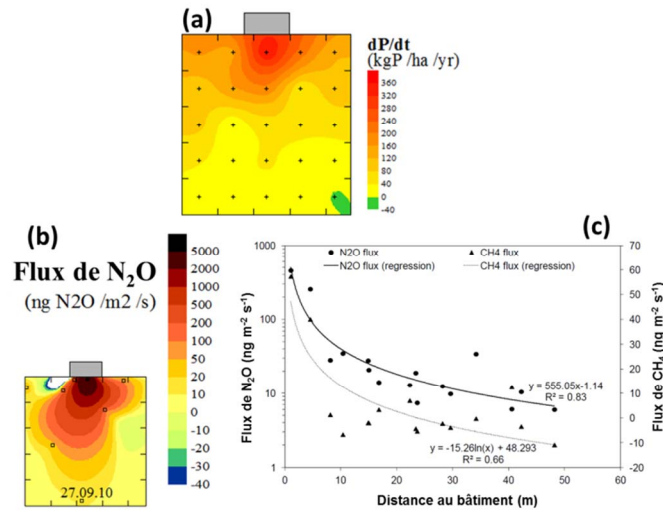 (a)
dP/dt
(kgP /ha /yr)
360
320
280
240
200
160
120
80
40
0
-40
(b)
Flux de N2O
(ng N2O /m2 /s)
5000
2000
1000
500
200
100
50
20
10
0
-20
-30
-40
27.09.10
(c)
N2O flux
CH4 flux
N2O flux (regression)
CH4 flux (regression)
Flux de N2O (ng m-2 s-1)
1000
100
10
1
Flux de CH4 (ng m-2 s-1)
70
60
50
40
30
20
10
0
-10
-20
y = 555.05x-1.14
R² = 0.83
y = -15.26ln(x) + 48.293
R² = 0.66
0
10
20
30
40
50
60
Distance au bâtiment (m)